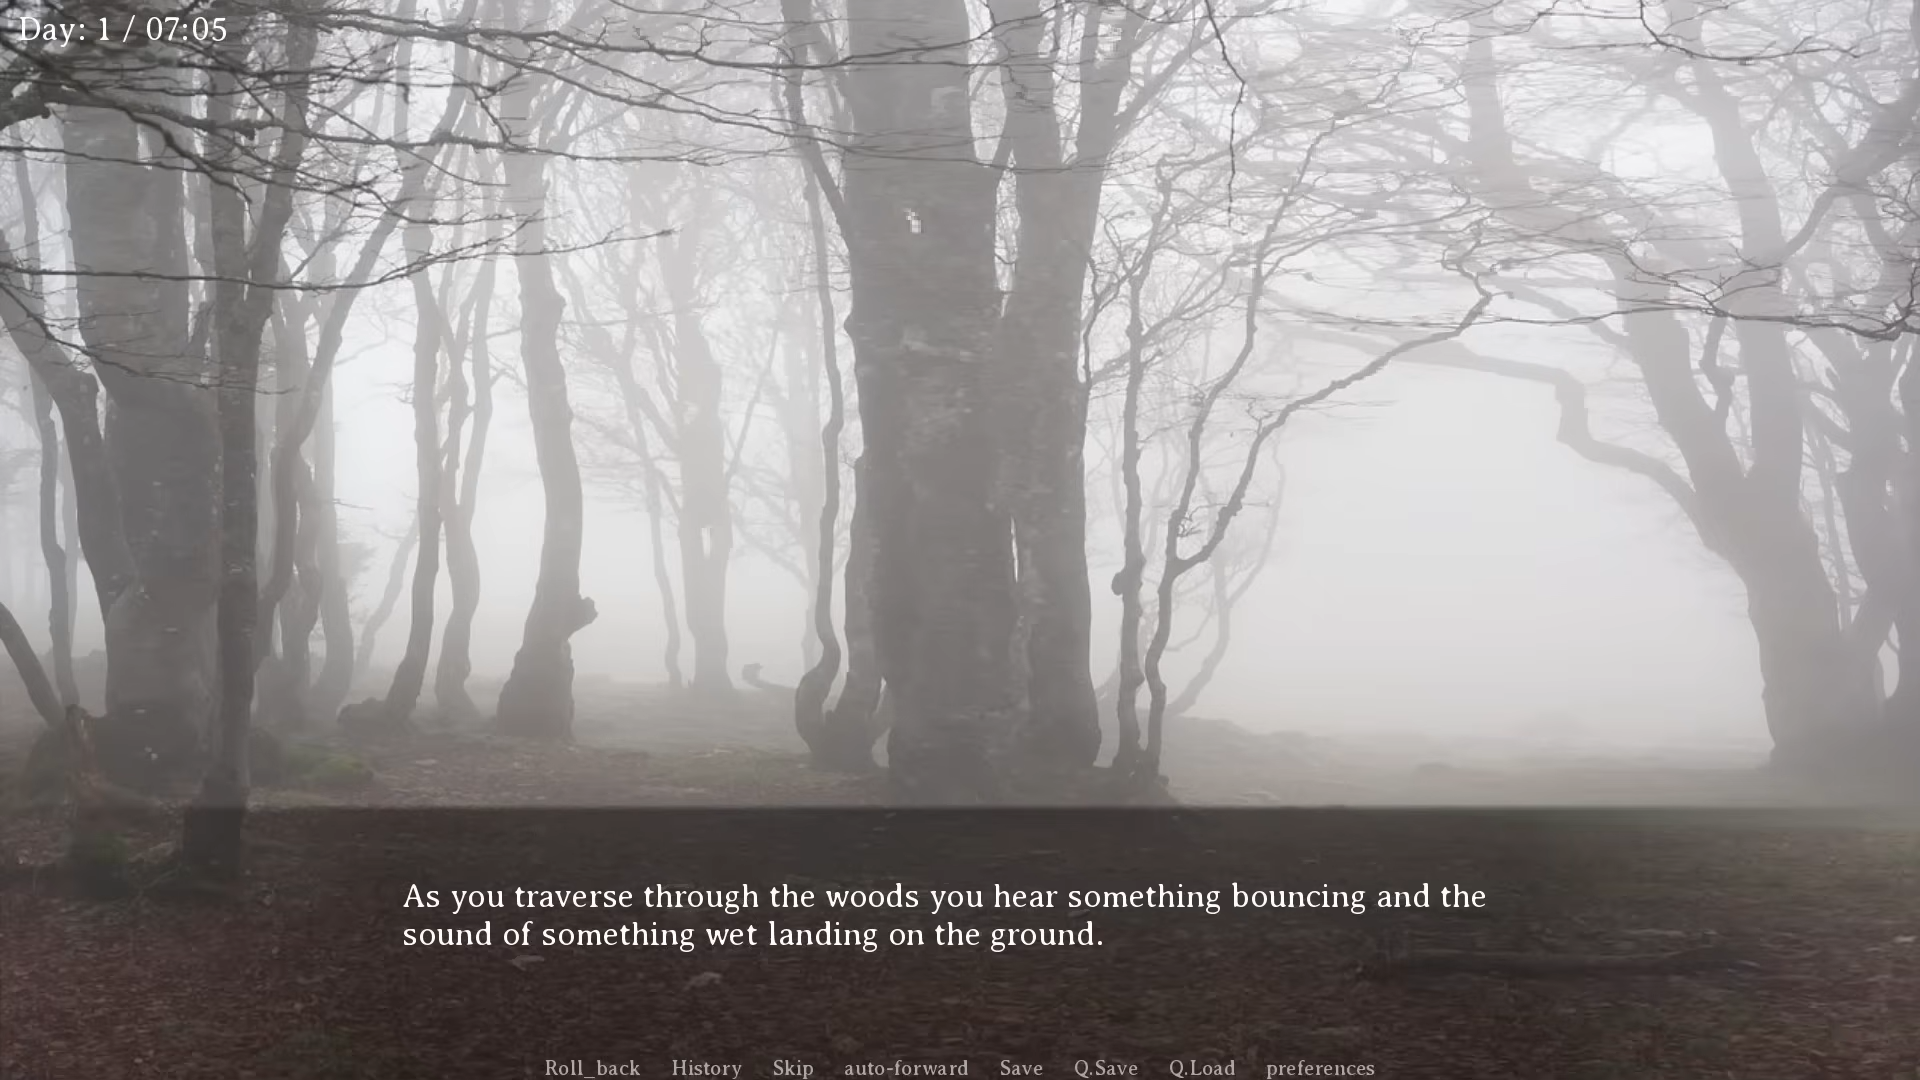 Day: 1 / 07:05
As you traverse through the woods you hear something bouncing and the
sound of something wet landing on the ground.
Roll_back History Skip auto-forward Save Q.Save Q.Load preferences